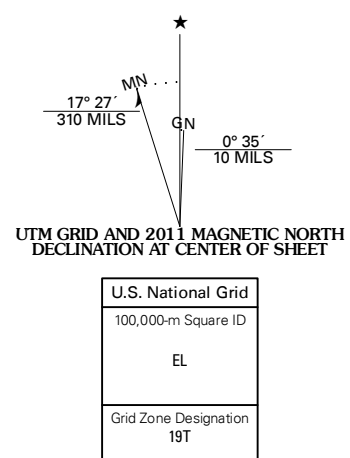 ★
MN
17° 27´
310 MILS
GN
0° 35´
10 MILS
UTM GRID AND 2011 MAGNETIC NORTH
DECLINATION AT CENTER OF SHEET
U.S. National Grid
100,000-m Square ID
EL
Grid Zone Designation
19T